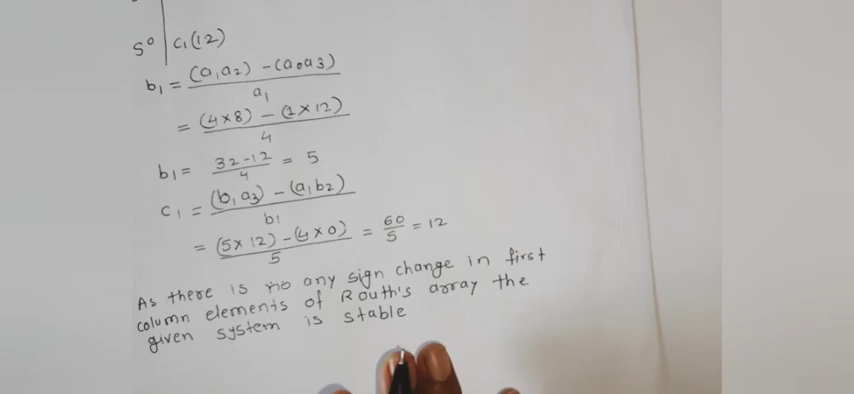 s⁰ | c₁(12)
b₁ = (a₁a₂) - (a₀a₃) / a₁
= (4×8) - (1×12) / 4
b₁ = 32-12 / 4 = 5
c₁ = (b₁a₃) - (a₁b₂) / b₁
= (5×12) - (4×0) / 5 = 60/5 = 12
As there is no any sign change in first
column elements of Routh's array the
given system is stable